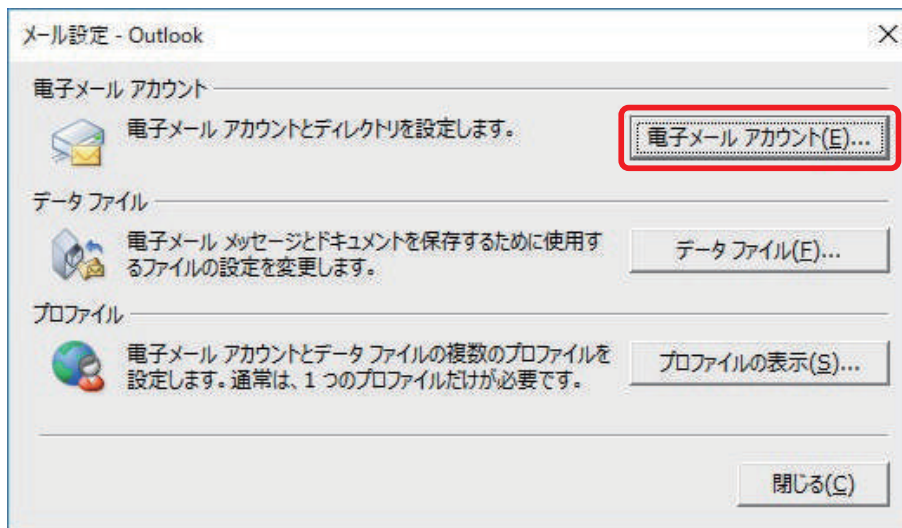 メール設定 - Outlook
電子メール アカウント
電子メール アカウントとディレクトリを設定します。
電子メール アカウント(E)...
データ ファイル
電子メール メッセージとドキュメントを保存するために使用す
るファイルの設定を変更します。
データ ファイル(F)...
プロファイル
電子メール アカウントとデータ ファイルの複数のプロファイルを
設定します。通常は、1 つのプロファイルだけが必要です。
プロファイルの表示(S)...
閉じる(C)